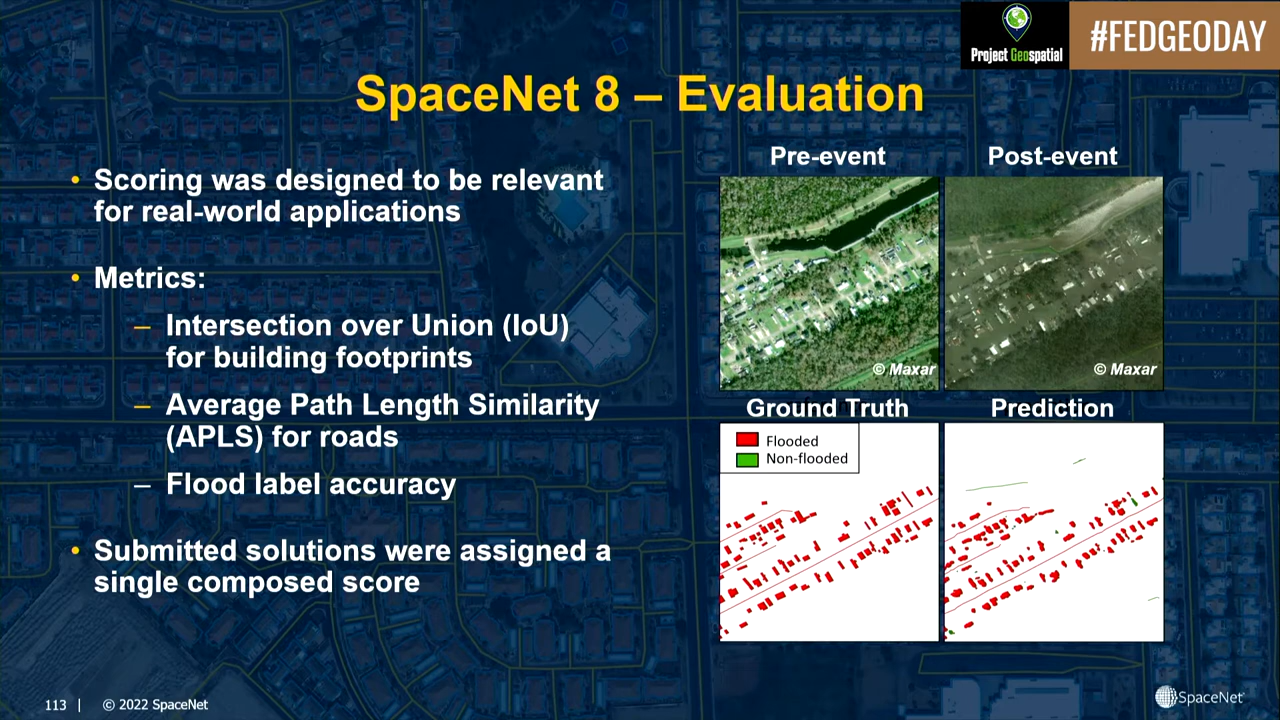 Project Geospatial
#FEDGEODAY
SpaceNet 8 – Evaluation
• Scoring was designed to be relevant
for real-world applications
• Metrics:
– Intersection over Union (IoU)
for building footprints
– Average Path Length Similarity
(APLS) for roads
– Flood label accuracy
• Submitted solutions were assigned a
single composed score
Pre-event
Post-event
© Maxar
© Maxar
Ground Truth
Prediction
Flooded
Non-flooded
113 |
© 2022 SpaceNet
SpaceNet